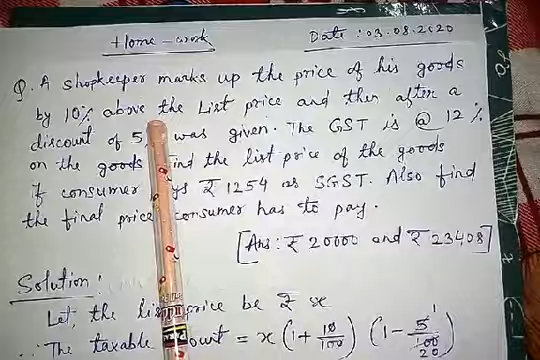 Home-work
Date: 03.08.2020
Q. A shopkeeper marks up the price of his goods
by 10% above the List price and then after a
discount of 5 was given. The GST is @ 12%
on the goods. ind the list price of the goods
if consumer ys ₹ 1254 as SGST. Also find
the final price consumer has to pay.
[Ans: ₹ 20000 and ₹ 23408]
Solution:
Let, the list price be ₹ x
∴ The taxable ount = x (1 + 10/100) (1 - 5/100) 1 20